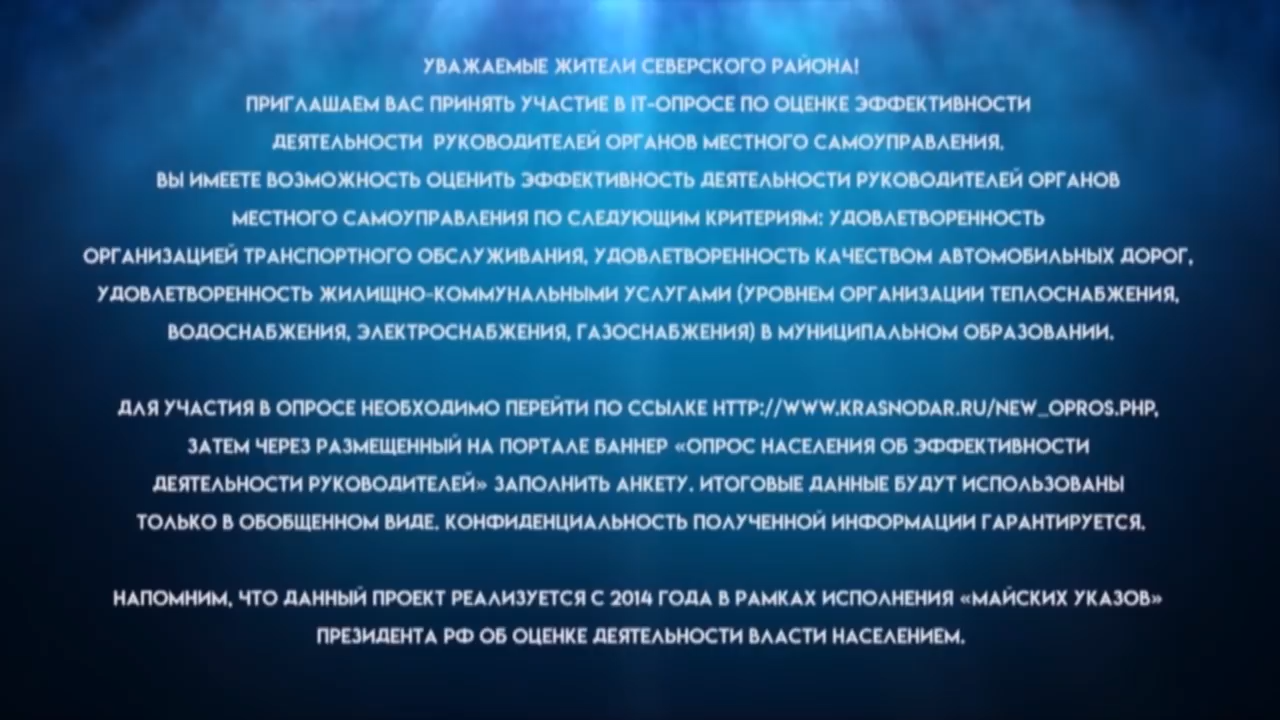 УВАЖАЕМЫЕ ЖИТЕЛИ СЕВЕРСКОГО РАЙОНА!
ПРИГЛАШАЕМ ВАС ПРИНЯТЬ УЧАСТИЕ В IT-ОПРОСЕ ПО ОЦЕНКЕ ЭФФЕКТИВНОСТИ
ДЕЯТЕЛЬНОСТИ РУКОВОДИТЕЛЕЙ ОРГАНОВ МЕСТНОГО САМОУПРАВЛЕНИЯ.
ВЫ ИМЕЕТЕ ВОЗМОЖНОСТЬ ОЦЕНИТЬ ЭФФЕКТИВНОСТЬ ДЕЯТЕЛЬНОСТИ РУКОВОДИТЕЛЕЙ ОРГАНОВ
МЕСТНОГО САМОУПРАВЛЕНИЯ ПО СЛЕДУЮЩИМ КРИТЕРИЯМ: УДОВЛЕТВОРЕННОСТЬ
ОРГАНИЗАЦИЕЙ ТРАНСПОРТНОГО ОБСЛУЖИВАНИЯ, УДОВЛЕТВОРЕННОСТЬ КАЧЕСТВОМ АВТОМОБИЛЬНЫХ ДОРОГ,
УДОВЛЕТВОРЕННОСТЬ ЖИЛИЩНО-КОММУНАЛЬНЫМИ УСЛУГАМИ (УРОВНЕМ ОРГАНИЗАЦИИ ТЕПЛОСНАБЖЕНИЯ,
ВОДОСНАБЖЕНИЯ, ЭЛЕКТРОСНАБЖЕНИЯ, ГАЗОСНАБЖЕНИЯ) В МУНИЦИПАЛЬНОМ ОБРАЗОВАНИИ.
ДЛЯ УЧАСТИЯ В ОПРОСЕ НЕОБХОДИМО ПЕРЕЙТИ ПО ССЫЛКЕ HTTP://WWW.KRASNODAR.RU/NEW_OPROS.PHP,
ЗАТЕМ ЧЕРЕЗ РАЗМЕЩЕННЫЙ НА ПОРТАЛЕ БАННЕР «ОПРОС НАСЕЛЕНИЯ ОБ ЭФФЕКТИВНОСТИ
ДЕЯТЕЛЬНОСТИ РУКОВОДИТЕЛЕЙ» ЗАПОЛНИТЬ АНКЕТУ. ИТОГОВЫЕ ДАННЫЕ БУДУТ ИСПОЛЬЗОВАНЫ
ТОЛЬКО В ОБОБЩЕННОМ ВИДЕ. КОНФИДЕНЦИАЛЬНОСТЬ ПОЛУЧЕННОЙ ИНФОРМАЦИИ ГАРАНТИРУЕТСЯ.
НАПОМНИМ, ЧТО ДАННЫЙ ПРОЕКТ РЕАЛИЗУЕТСЯ С 2014 ГОДА В РАМКАХ ИСПОЛНЕНИЯ «МАЙСКИХ УКАЗОВ»
ПРЕЗИДЕНТА РФ ОБ ОЦЕНКЕ ДЕЯТЕЛЬНОСТИ ВЛАСТИ НАСЕЛЕНИЕМ.